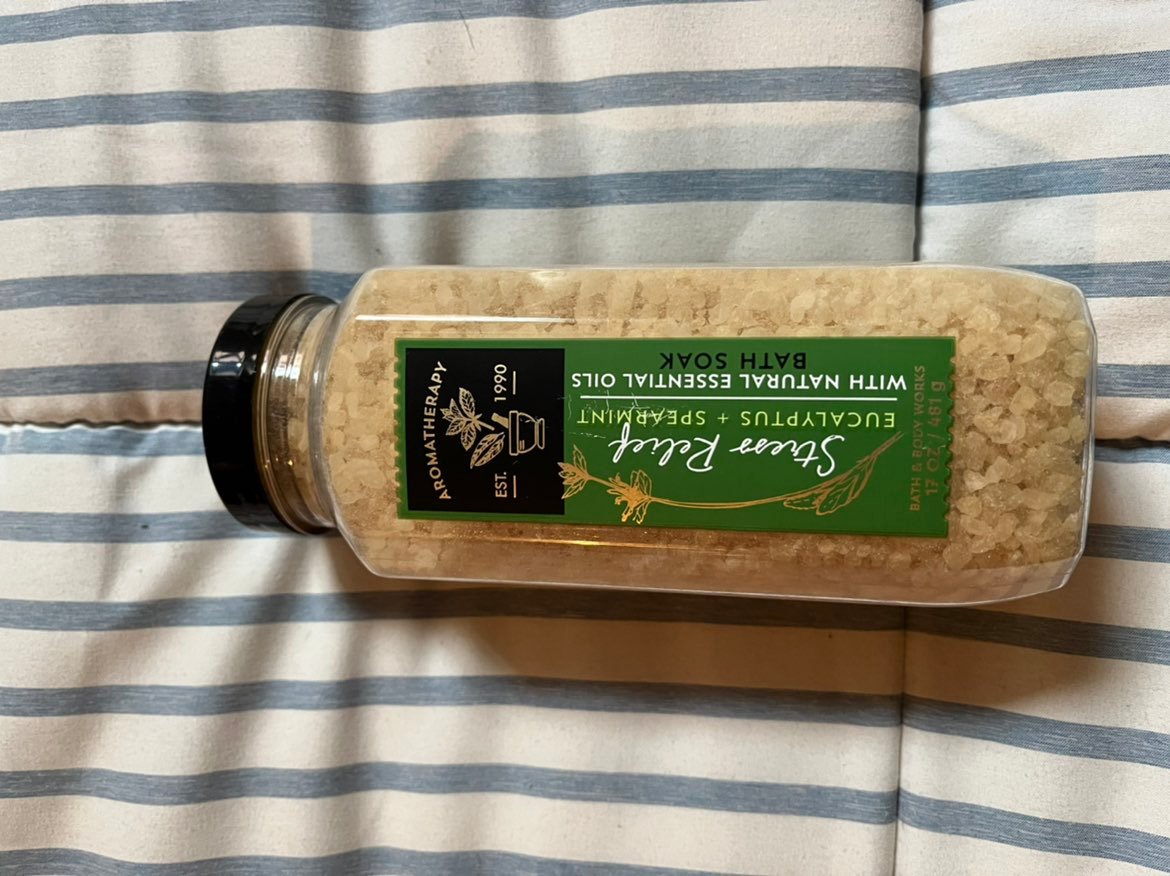 AROMATHERAPY
EST. 1990
Stress Relief
EUCALYPTUS + SPEARMINT
WITH NATURAL ESSENTIAL OILS
BATH SOAK
BATH & BODY WORKS
17 OZ / 481 g